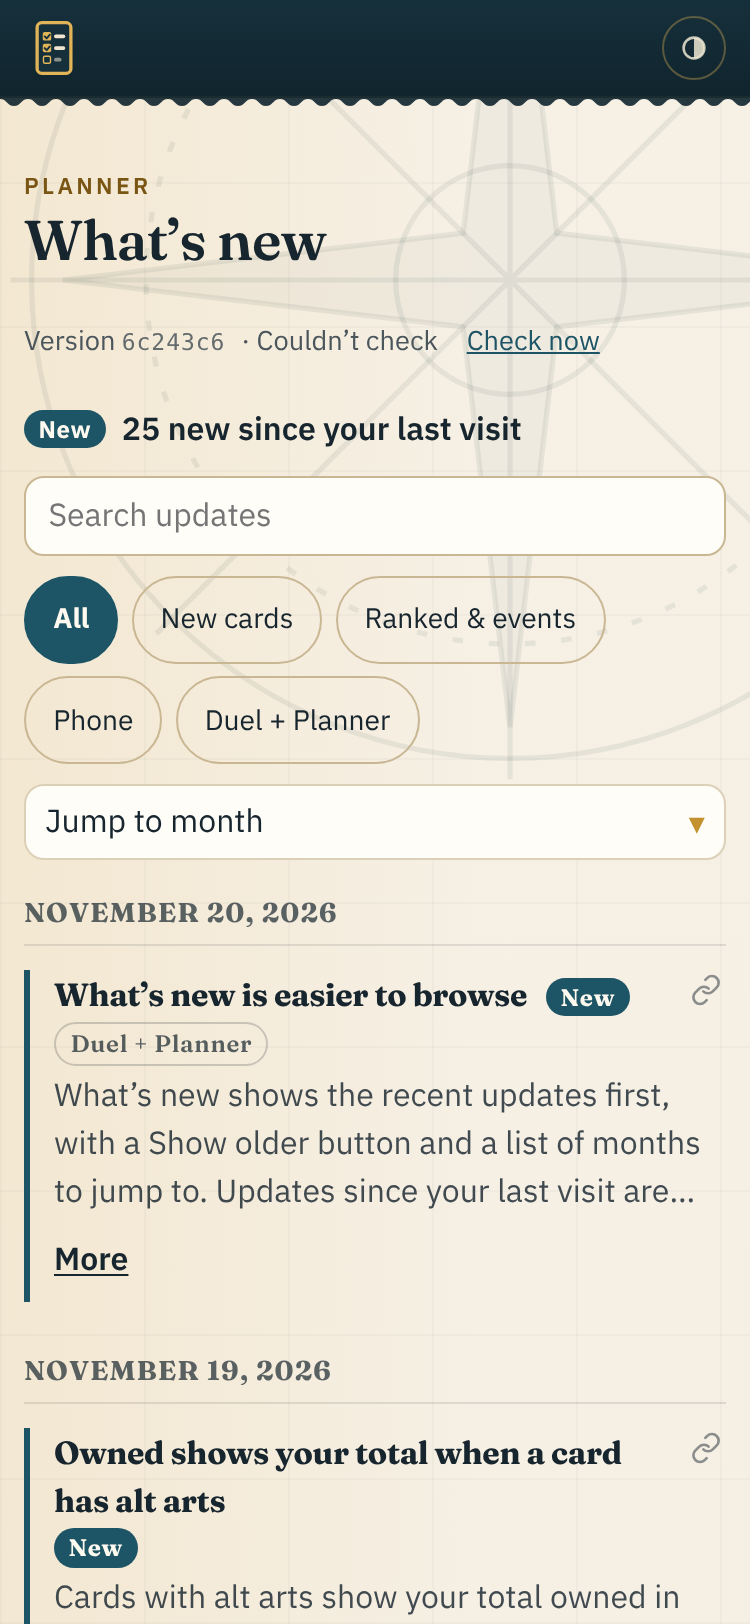 PLANNER
What’s new
Version 6c243c6 · Couldn’t check Check now
New 25 new since your last visit
Search updates
All New cards Ranked & events
Phone Duel + Planner
Jump to month
NOVEMBER 20, 2026
What’s new is easier to browse New
Duel + Planner
What’s new shows the recent updates first,
with a Show older button and a list of months
to jump to. Updates since your last visit are...
More
NOVEMBER 19, 2026
Owned shows your total when a card
has alt arts
New
Cards with alt arts show your total owned in